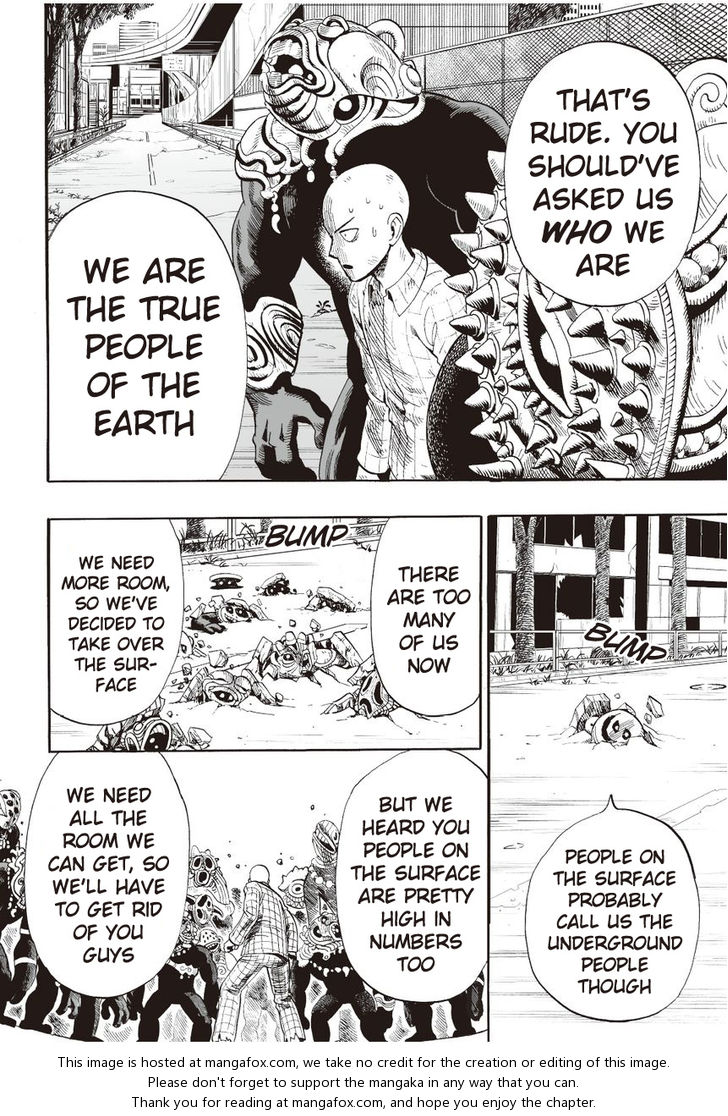 THAT'S
RUDE. YOU
SHOULD'VE
ASKED US
WHO WE
ARE
WE ARE
THE TRUE
PEOPLE
OF THE
EARTH
BUMP
PEOPLE ON
THE SURFACE
PROBABLY
CALL US THE
UNDERGROUND
PEOPLE
THOUGH
BUMP
THERE
ARE TOO
MANY
OF US
NOW
WE NEED
MORE ROOM,
SO WE'VE
DECIDED TO
TAKE OVER
THE SUR-
FACE
BUT WE
HEARD YOU
PEOPLE ON
THE SURFACE
ARE PRETTY
HIGH IN
NUMBERS
TOO
WE NEED
ALL THE
ROOM WE
CAN GET, SO
WE'LL HAVE
TO GET RID
OF YOU
GUYS
This image is hosted at mangafox.com, we take no credit for the creation or editing of this image.
Please don't forget to support the mangaka in any way that you can.
Thank you for reading at mangafox.com, and hope you enjoy the chapter.